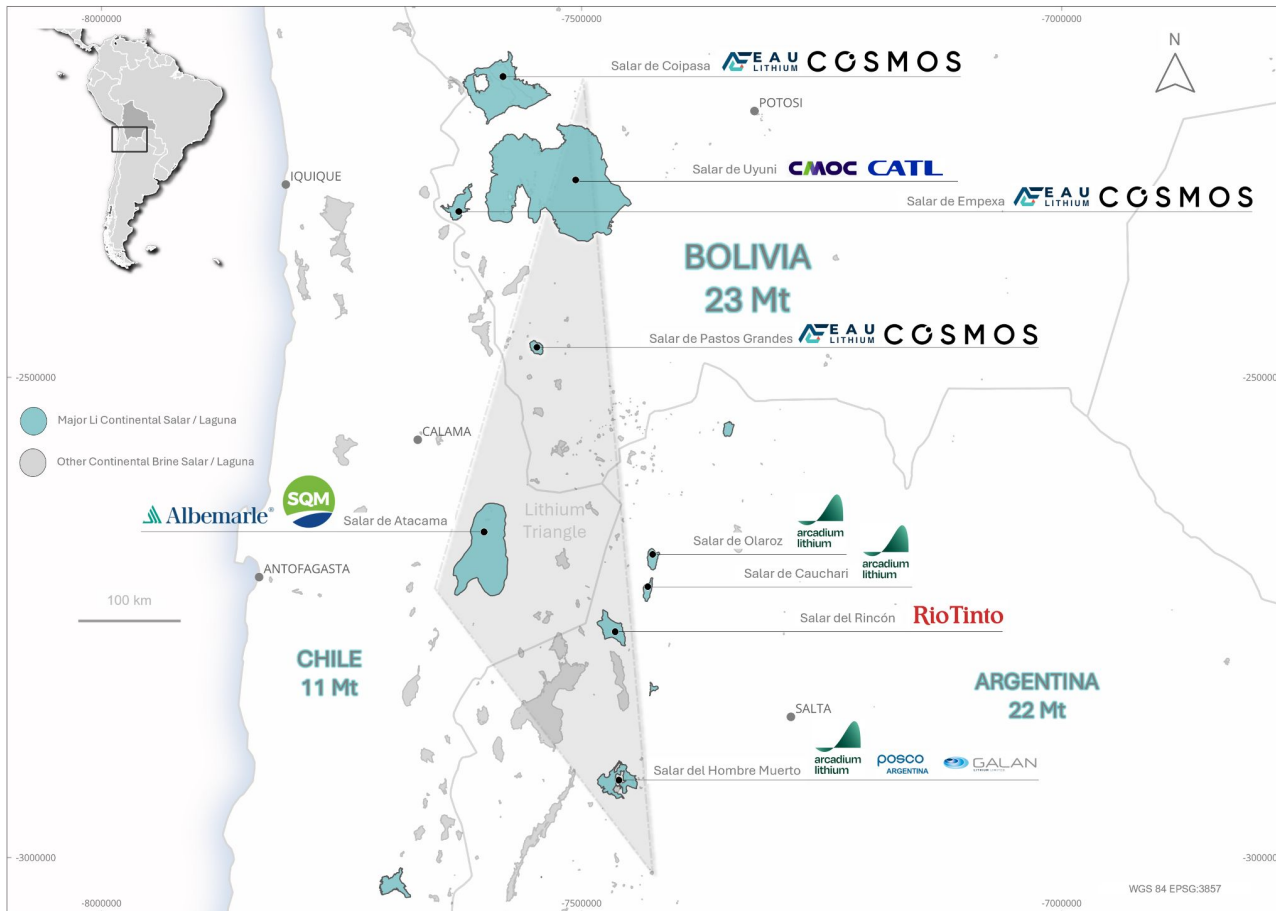 -8000000
-7500000
-7000000
N
Salar de Coipasa
EAU
LITHIUM
COSMOS
POTOSI
IQUIQUE
Salar de Uyuni
CMOC
CATL
Salar de Empexa
EAU
LITHIUM
COSMOS
BOLIVIA
23 Mt
Salar de Pastos Grandes
EAU
LITHIUM
COSMOS
-2500000
-2500000
Major Li Continental Salar / Laguna
CALAMA
Other Continental Brine Salar / Laguna
Albemarle®
SQM
Salar de Atacama
Lithium
Triangle
Salar de Olaroz
arcadium
lithium
Salar de Cauchari
arcadium
lithium
ANTOFAGASTA
100 km
Salar del Rincón
RioTinto
CHILE
11 Mt
ARGENTINA
22 Mt
SALTA
Salar del Hombre Muerto
arcadium
lithium
posco
ARGENTINA
GALAN
-3000000
-3000000
WGS 84 EPSG:3857
-8000000
-7500000
-7000000